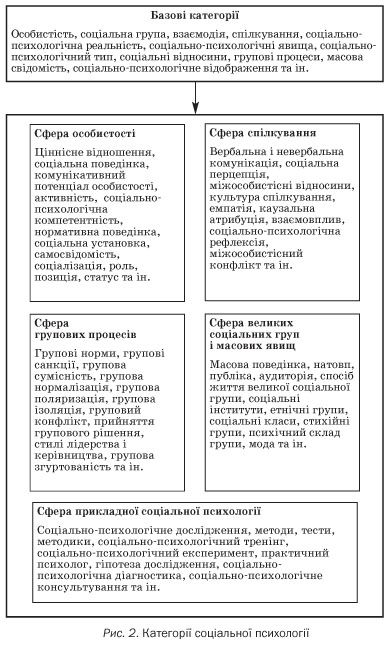 Базові категорії
Особистість, соціальна група, взаємодія, спілкування, соціально-
психологічна реальність, соціально-психологічні явища, соціально-
психологічний тип, соціальні відносини, групові процеси, масова
свідомість, соціально-психологічне відображення та ін.
Сфера особистості
Ціннісне відношення,
соціальна поведінка,
комунікативний
потенціал особистості,
активність, соціально-
психологічна
компетентність,
нормативна поведінка,
соціальна установка,
самосвідомість,
соціалізація, роль,
позиція, статус та ін.
Сфера спілкування
Вербальна і невербальна
комунікація, соціальна
перцепція,
міжособистісні відносини,
культура спілкування,
емпатія, каузальна
атрибуція, взаємовплив,
соціально-психологічна
рефлексія,
міжособистісний
конфлікт та ін.
Сфера
групових процесів
Групові норми, групові
санкції, групова
сумісність, групова
нормалізація, групова
поляризація, групова
ізоляція, груповий
конфлікт, прийняття
групового рішення,
стилі лідерства і
керівництва, групова
згуртованість та ін.
Сфера великих
соціальних груп
і масових явищ
Масова поведінка, натовп,
публіка, аудиторія, спосіб
життя великої соціальної
групи, соціальні
інститути, етнічні групи,
соціальні класи, стихійні
групи, психічний склад
групи, мода та ін.
Сфера прикладної соціальної психології
Соціально-психологічне дослідження, методи, тести,
методики, соціально-психологічний тренінг,
соціально-психологічний експеримент, практичний
психолог, гіпотеза дослідження, соціально-
психологічна діагностика, соціально-психологічне
консультування та ін.
Рис. 2. Категорії соціальної психології